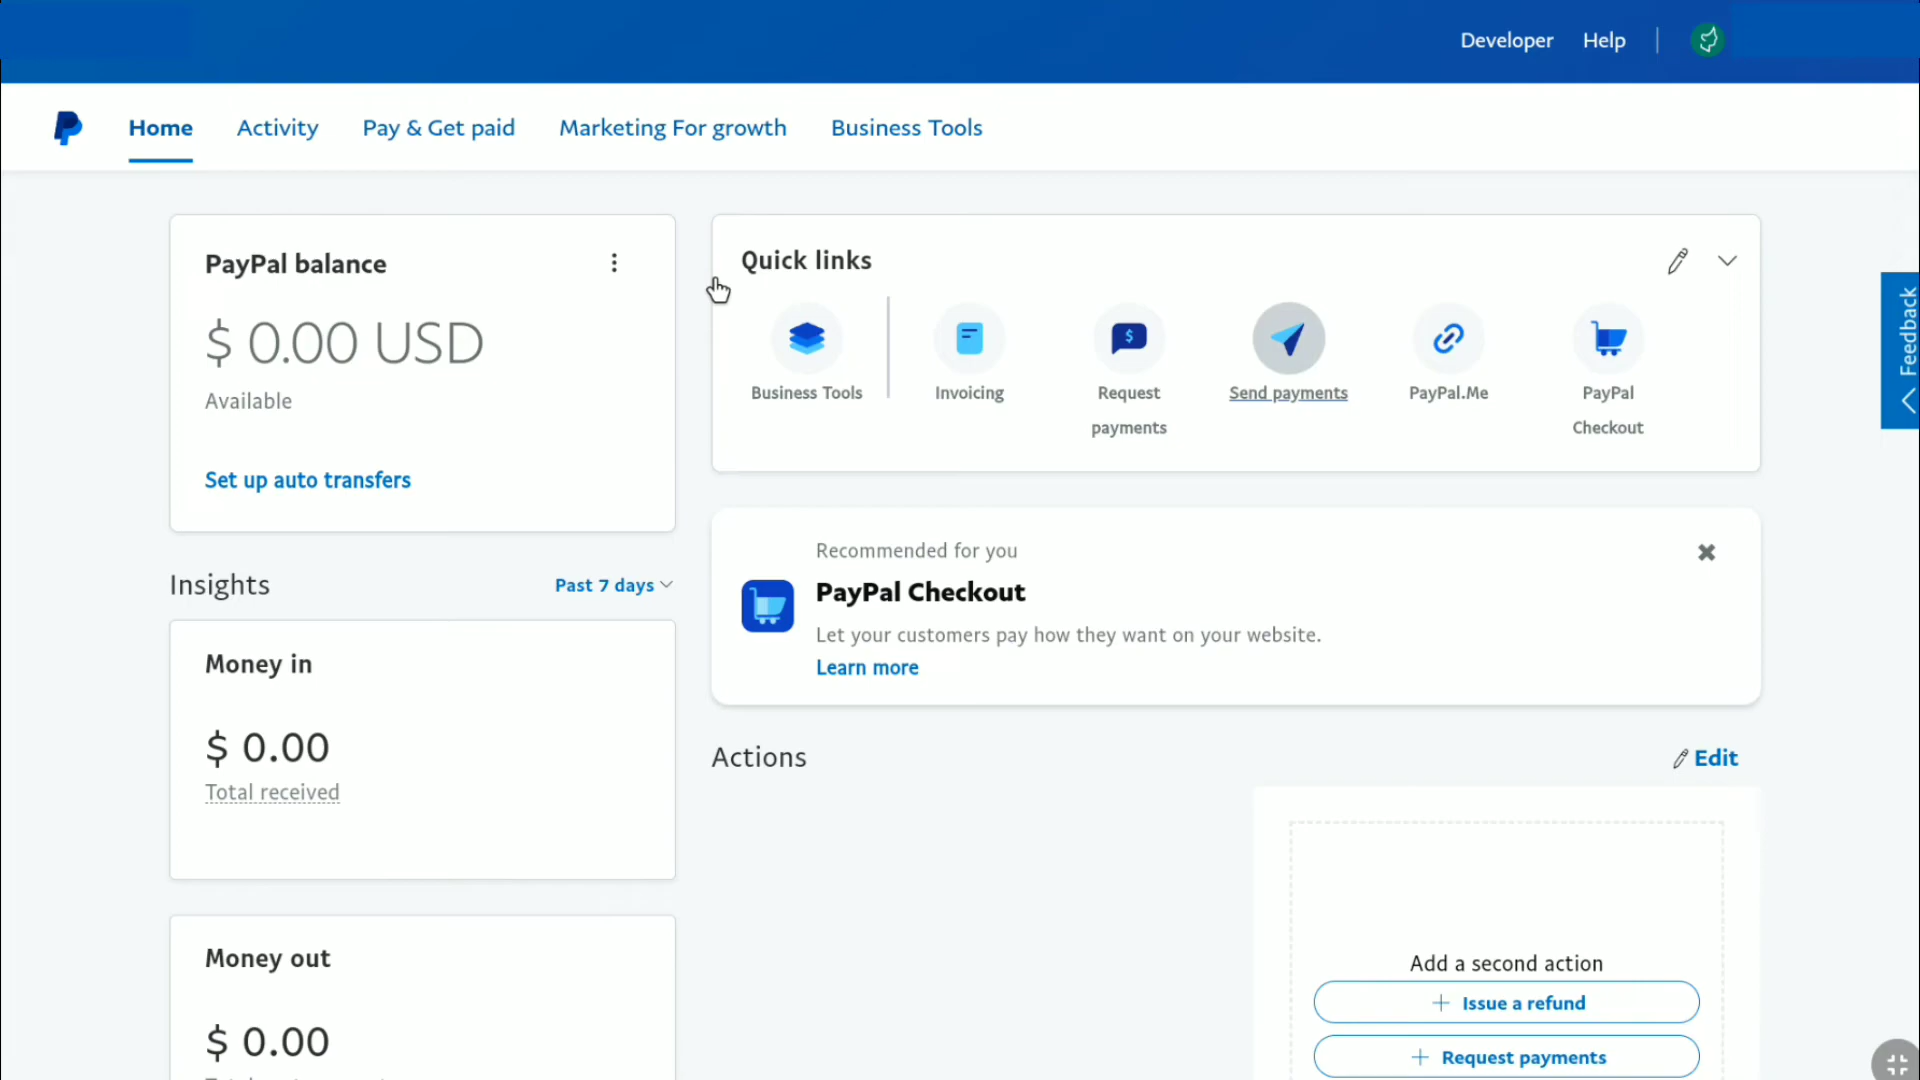 Developer Help
Home Activity Pay & Get paid Marketing For growth Business Tools
PayPal balance
$ 0.00 USD
Available
Set up auto transfers
Quick links
Business Tools
Invoicing
Request
payments
Send payments
PayPal.Me
PayPal
Checkout
Feedback
Recommended for you
PayPal Checkout
Let your customers pay how they want on your website.
Learn more
Insights
Past 7 days
Money in
$ 0.00
Total received
Money out
$ 0.00
Actions
Edit
Add a second action
Issue a refund
Request payments